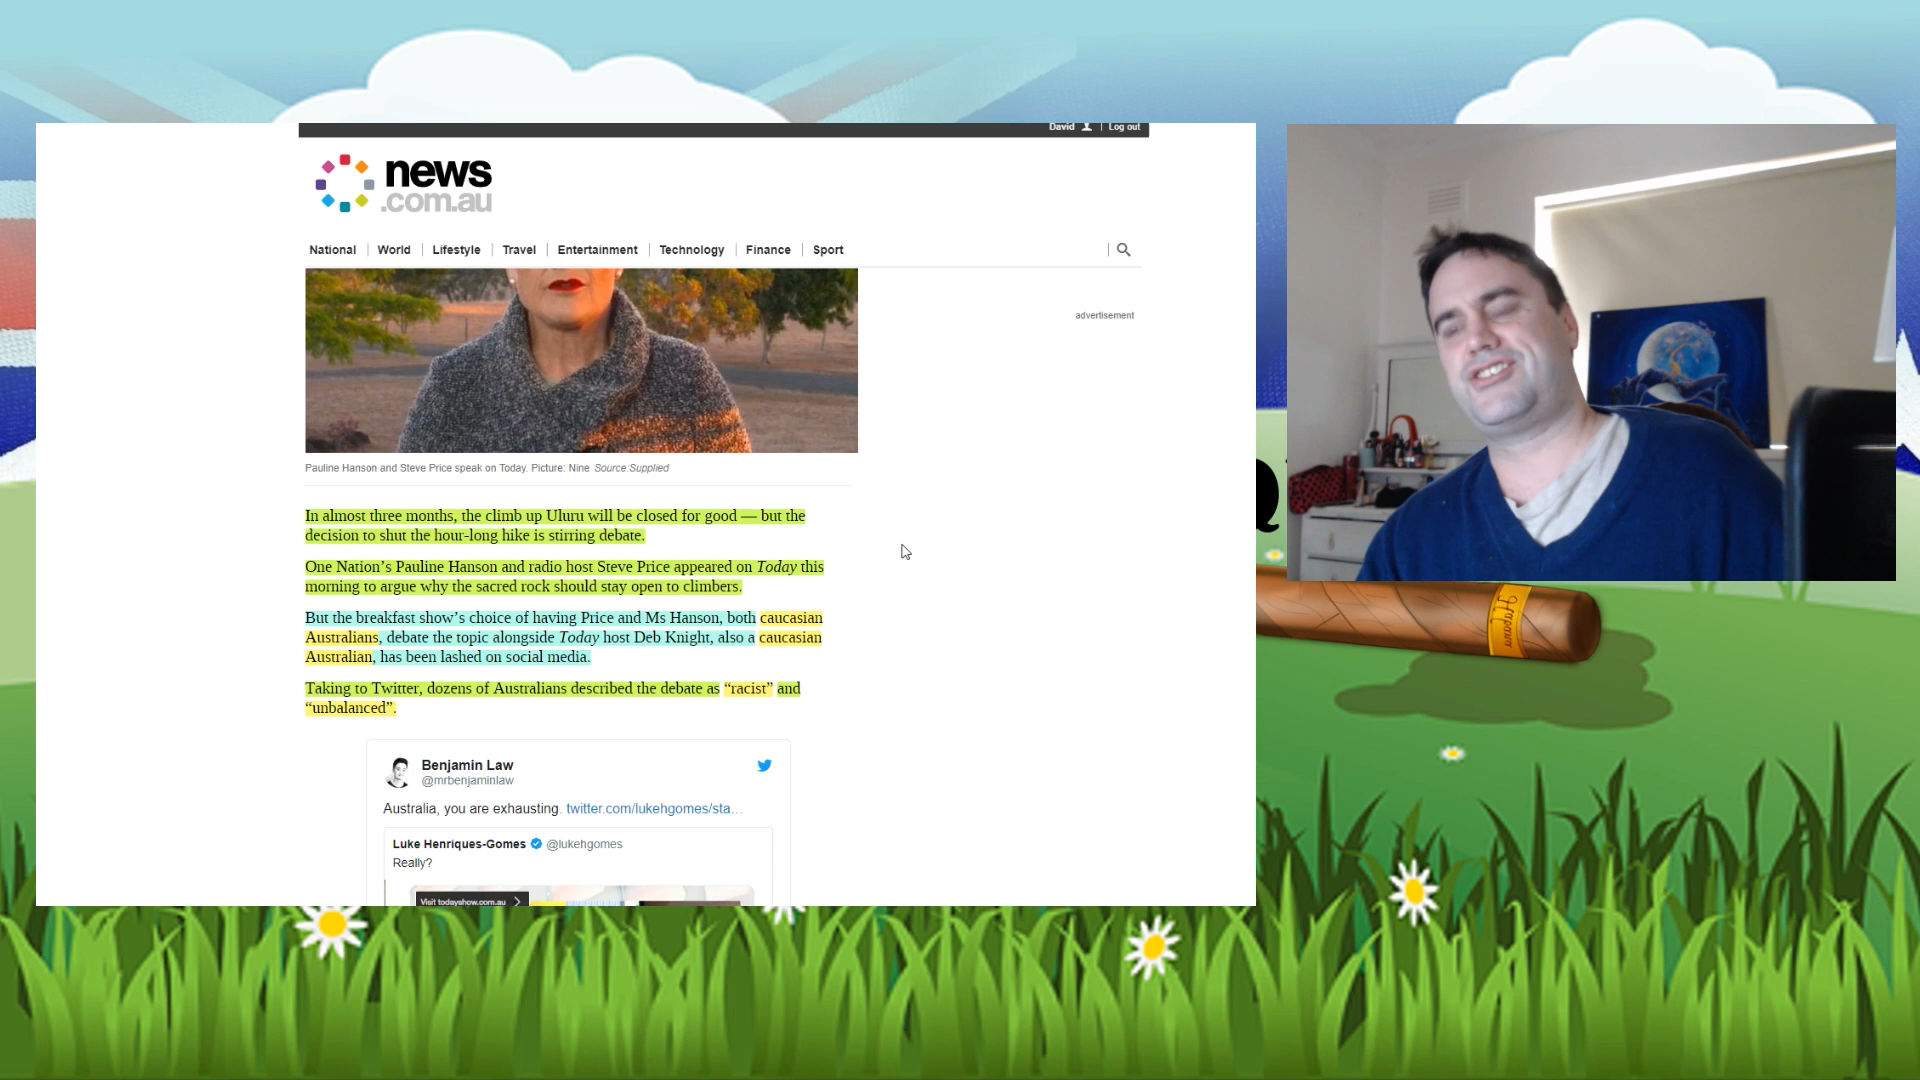 David
Log out
news
.com.au
National
World
Lifestyle
Travel
Entertainment
Technology
Finance
Sport
advertisement
Pauline Hanson and Steve Price speak on Today. Picture: Nine Source:Supplied
In almost three months, the climb up Uluru will be closed for good — but the
decision to shut the hour-long hike is stirring debate.
One Nation’s Pauline Hanson and radio host Steve Price appeared on Today this
morning to argue why the sacred rock should stay open to climbers.
But the breakfast show’s choice of having Price and Ms Hanson, both caucasian
Australians, debate the topic alongside Today host Deb Knight, also a caucasian
Australian, has been lashed on social media.
Taking to Twitter, dozens of Australians described the debate as “racist” and
“unbalanced”.
Benjamin Law
@mrbenjaminlaw
Australia, you are exhausting. twitter.com/lukehgomes/sta…
Luke Henriques-Gomes @lukehgomes
Really?
Visit todayshow.com.au
Habana